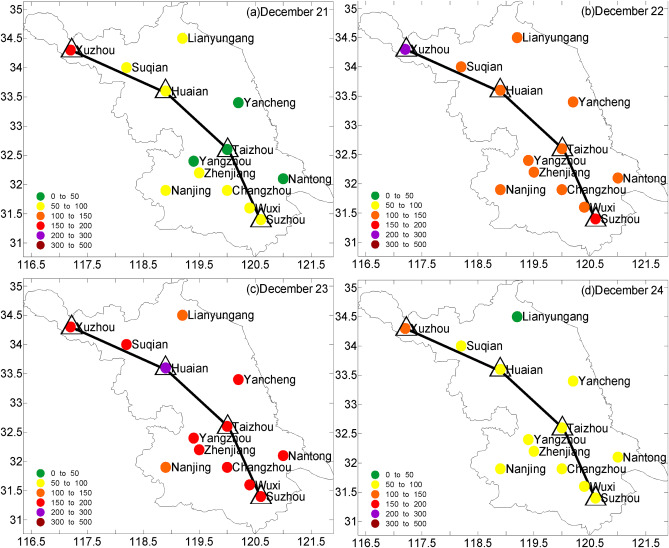 (a)December 21
34.5
34
33.5
33
32.5
32
31.5
31
Xuzhou
Lianyungang
Suqian
Huaian
Yancheng
Taizhou
Yangzhou
Zhenjiang
Nantong
Nanjing
Changzhou
Wuxi
Suzhou
0 to 50
50 to 100
100 to 150
150 to 200
200 to 300
300 to 500
116.5 117.5 118.5 119.5 120.5 121.5
(b)December 22
34.5
34
33.5
33
32.5
32
31.5
31
Xuzhou
Lianyungang
Suqian
Huaian
Yancheng
Taizhou
Yangzhou
Zhenjiang
Nantong
Nanjing
Changzhou
Wuxi
Suzhou
0 to 50
50 to 100
100 to 150
150 to 200
200 to 300
300 to 500
116.5 117.5 118.5 119.5 120.5 121.5
(c)December 23
34.5
34
33.5
33
32.5
32
31.5
31
Xuzhou
Lianyungang
Suqian
Huaian
Yancheng
Taizhou
Yangzhou
Zhenjiang
Nantong
Nanjing
Changzhou
Wuxi
Suzhou
0 to 50
50 to 100
100 to 150
150 to 200
200 to 300
300 to 500
116.5 117.5 118.5 119.5 120.5 121.5
(d)December 24
34.5
34
33.5
33
32.5
32
31.5
31
Xuzhou
Lianyungang
Suqian
Huaian
Yancheng
Taizhou
Yangzhou
Zhenjiang
Nantong
Nanjing
Changzhou
Wuxi
Suzhou
0 to 50
50 to 100
100 to 150
150 to 200
200 to 300
300 to 500
116.5 117.5 118.5 119.5 120.5 121.5